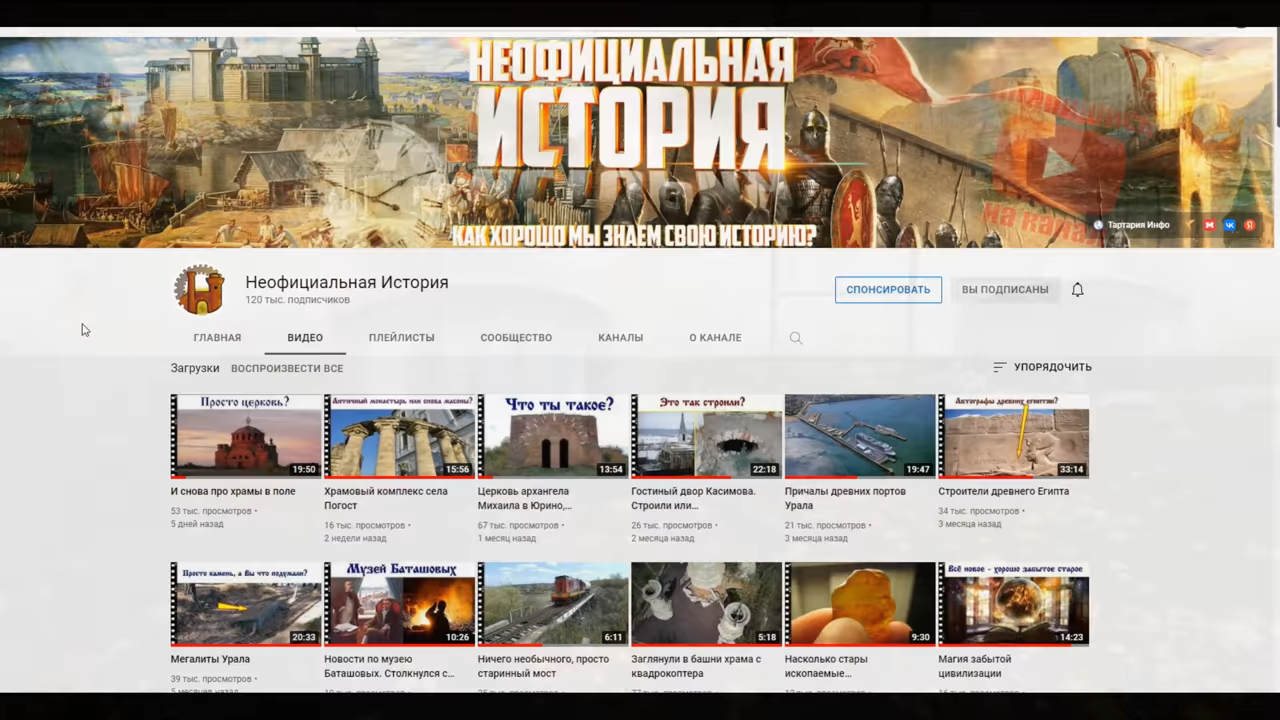 НЕОФИЦИАЛЬНАЯ
ИСТОРИЯ
КАК ХОРОШО МЫ ЗНАЕМ СВОЮ ИСТОРИЮ?
на кана
Тартария Инфо
Неофициальная История
120 тыс. подписчиков
СПОНСИРОВАТЬ
ВЫ ПОДПИСАНЫ
ГЛАВНАЯ ВИДЕО ПЛЕЙЛИСТЫ СООБЩЕСТВО КАНАЛЫ О КАНАЛЕ
Загрузки ВОСПРОИЗВЕСТИ ВСЕ
УПОРЯДОЧИТЬ
Просто церковь?
19:50
И снова про храмы в поле
53 тыс. просмотров •
5 дней назад
Античный монастырь или снова масоны?
15:56
Храмовый комплекс села
Погост
16 тыс. просмотров •
2 недели назад
Что ты такое?
13:54
Церковь архангела
Михаила в Юрино,...
67 тыс. просмотров •
1 месяц назад
Это так строили?
22:18
Гостиный двор Касимова.
Строили или...
26 тыс. просмотров •
2 месяца назад
19:47
Причалы древних портов
Урала
21 тыс. просмотров •
3 месяца назад
Автографы древних египтян?
33:14
Строители древнего Египта
34 тыс. просмотров •
3 месяца назад
Просто камень, а Вы что подумали?
20:33
Мегалиты Урала
39 тыс. просмотров •
5 месяцев назад
Музей Баташовых
10:26
Новости по музею
Баташовых. Столкнулся с...
6:11
Ничего необычного, просто
старинный мост
5:18
Заглянули в башни храма с
квадрокоптера
9:30
Насколько стары
ископаемые...
Всё новое - хорошо забытое старое
14:23
Магия забытой
цивилизации